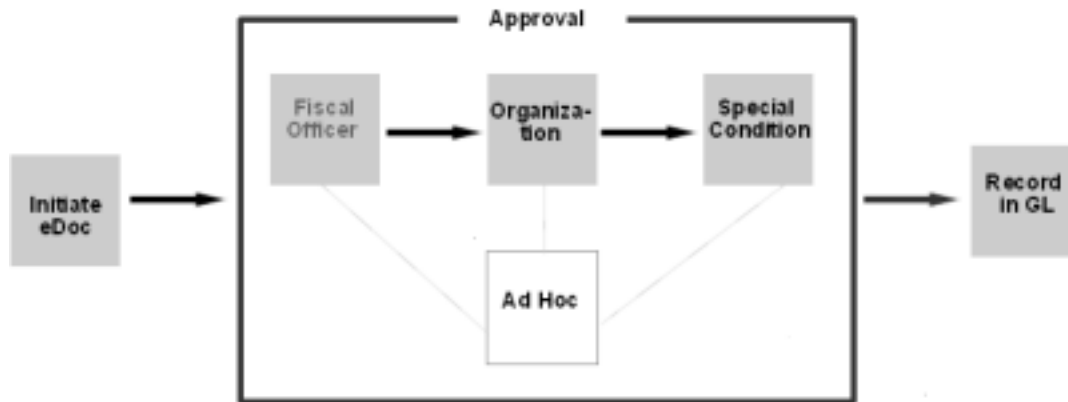 Approval
Fiscal
Officer
Organiza-
tion
Special
Condition
Initiate
eDoc
Record
in GL
Ad Hoc